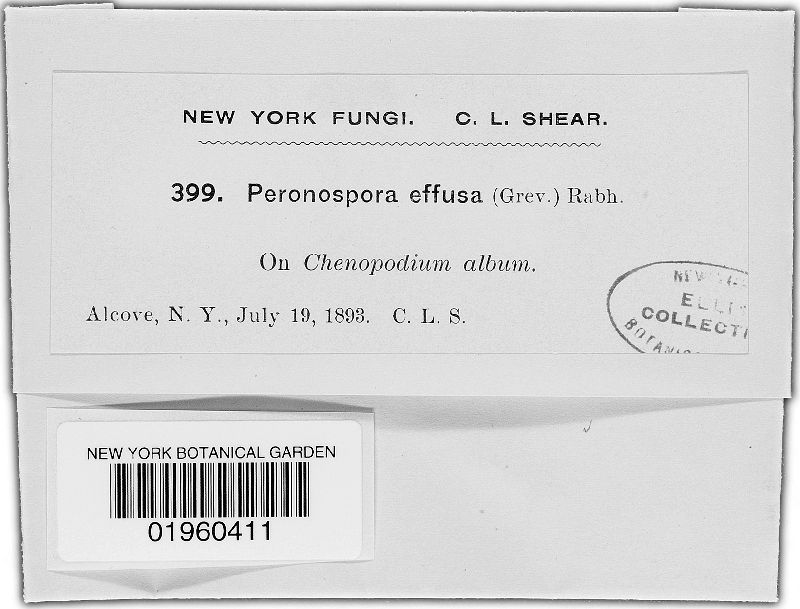 NEW YORK FUNGI. C. L. SHEAR.
399. Peronospora effusa (Grev.) Rabh.
On Chenopodium album.
Alcove, N. Y., July 19, 1893. C. L. S.
COLLECTI
NEW YORK BOTANICAL GARDEN
01960411